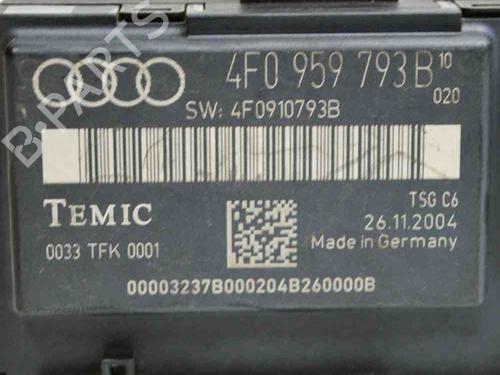 4F0 959 793B 10
020
SW: 4F0910793B
TEMIC
TSG C6
26.11.2004
0033 TFK 0001
Made in Germany
00003237B000204B260000B
B-PARTS